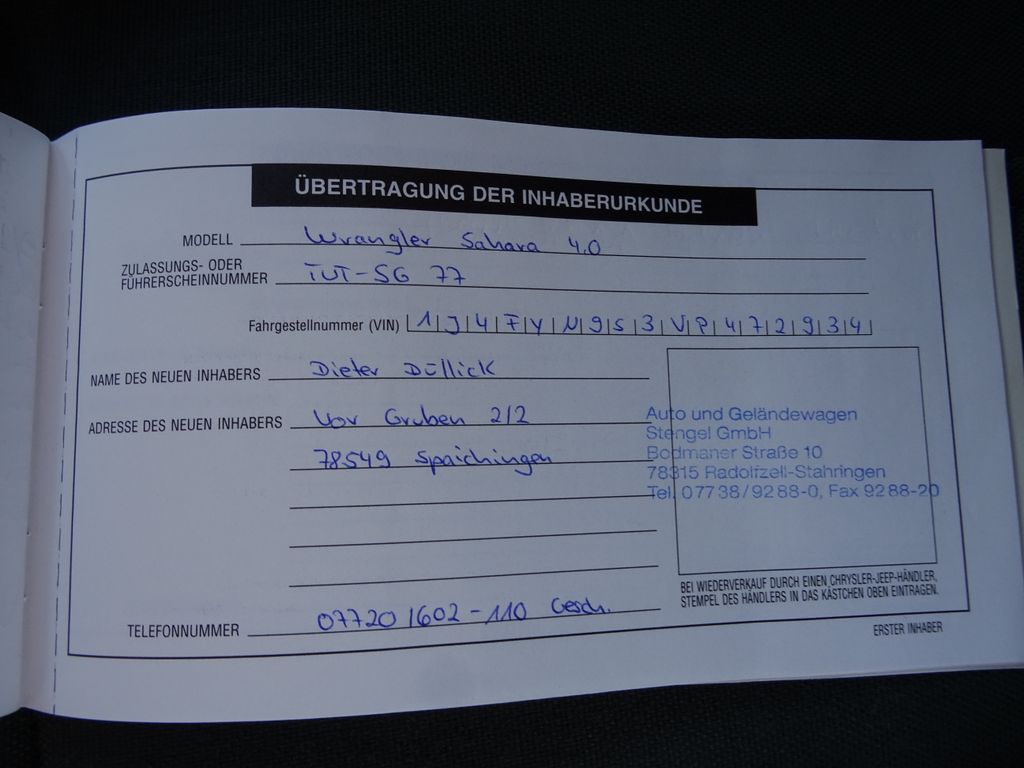 ÜBERTRAGUNG DER INHABERURKUNDE
MODELL Wrangler Sahara 4.0
ZULASSUNGS- ODER
FÜHRERSCHEINNUMMER TUT-SG 77
Fahrgestellnummer (VIN) 1J4FYN9S3VP472934
NAME DES NEUEN INHABERS Dieter Düllick
ADRESSE DES NEUEN INHABERS Vor Gruben 2/2
78549 Spaichingen
Auto und Geländewagen
Stengel GmbH
Bodmaner Straße 10
78315 Radolfzell-Stahringen
Tel. 07738/9288-0, Fax 9288-20
BEI WIEDERVERKAUF DURCH EINEN CHRYSLER-JEEP-HÄNDLER,
STEMPEL DES HÄNDLERS IN DAS KÄSTCHEN OBEN EINTRAGEN.
TELEFONNUMMER 07720/602-110 Gesch.
ERSTER INHABER